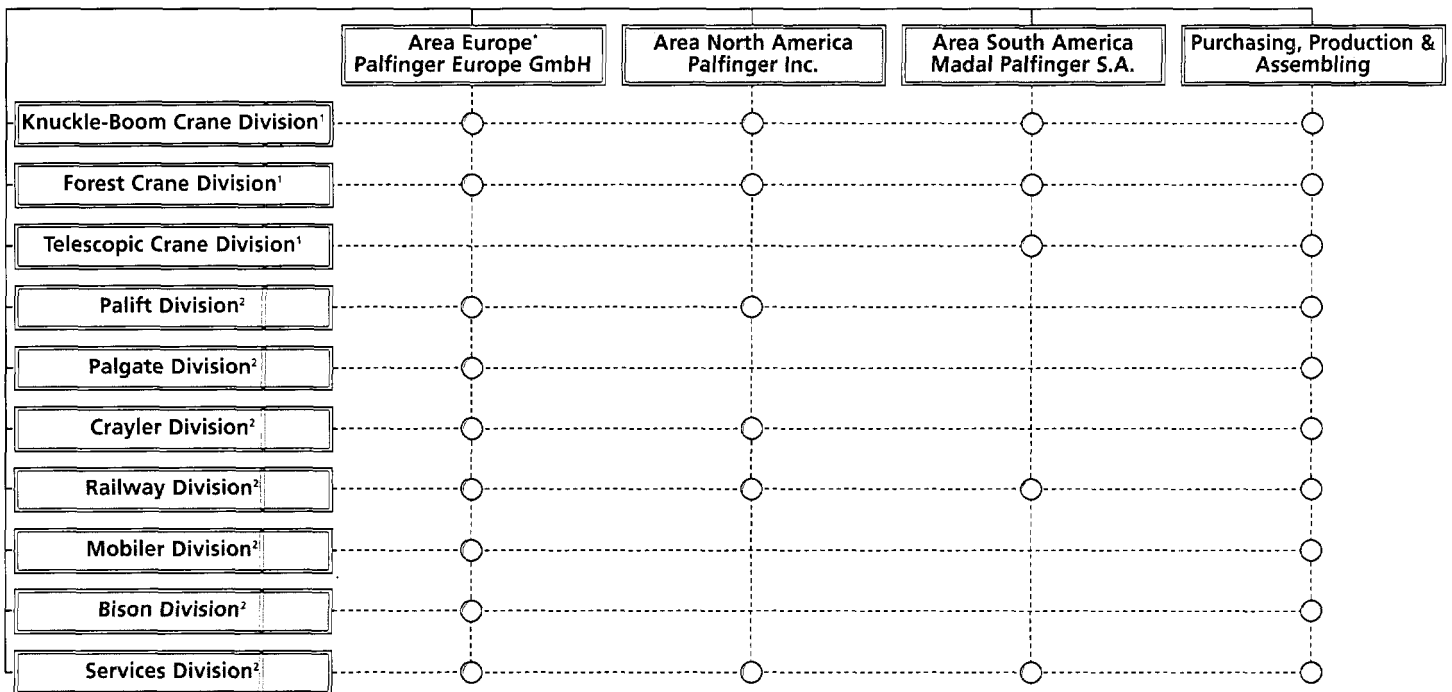 Area Europe*
Palfinger Europe GmbH
Area North America
Palfinger Inc.
Area South America
Madal Palfinger S.A.
Purchasing, Production &
Assembling
Knuckle-Boom Crane Division¹
Forest Crane Division¹
Telescopic Crane Division¹
Palift Division²
Palgate Division²
Crayler Division²
Railway Division²
Mobiler Division²
Bison Division²
Services Division²